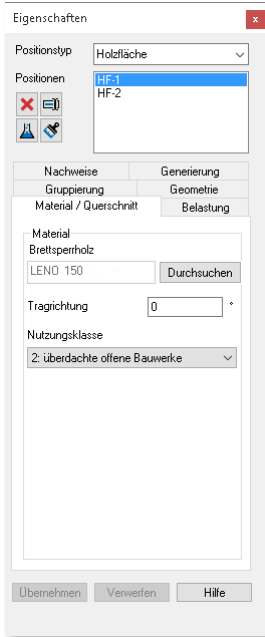 Eigenschaften
Positionstyp Holzfläche
Positionen HF-1
HF-2
Nachweise Generierung
Gruppierung Geometrie
Material / Querschnitt Belastung
Material
Brettsperrholz
LENO 150 Durchsuchen
Tragrichtung 0 °
Nutzungsklasse
2: überdachte offene Bauwerke
Übernehmen Verwerfen Hilfe